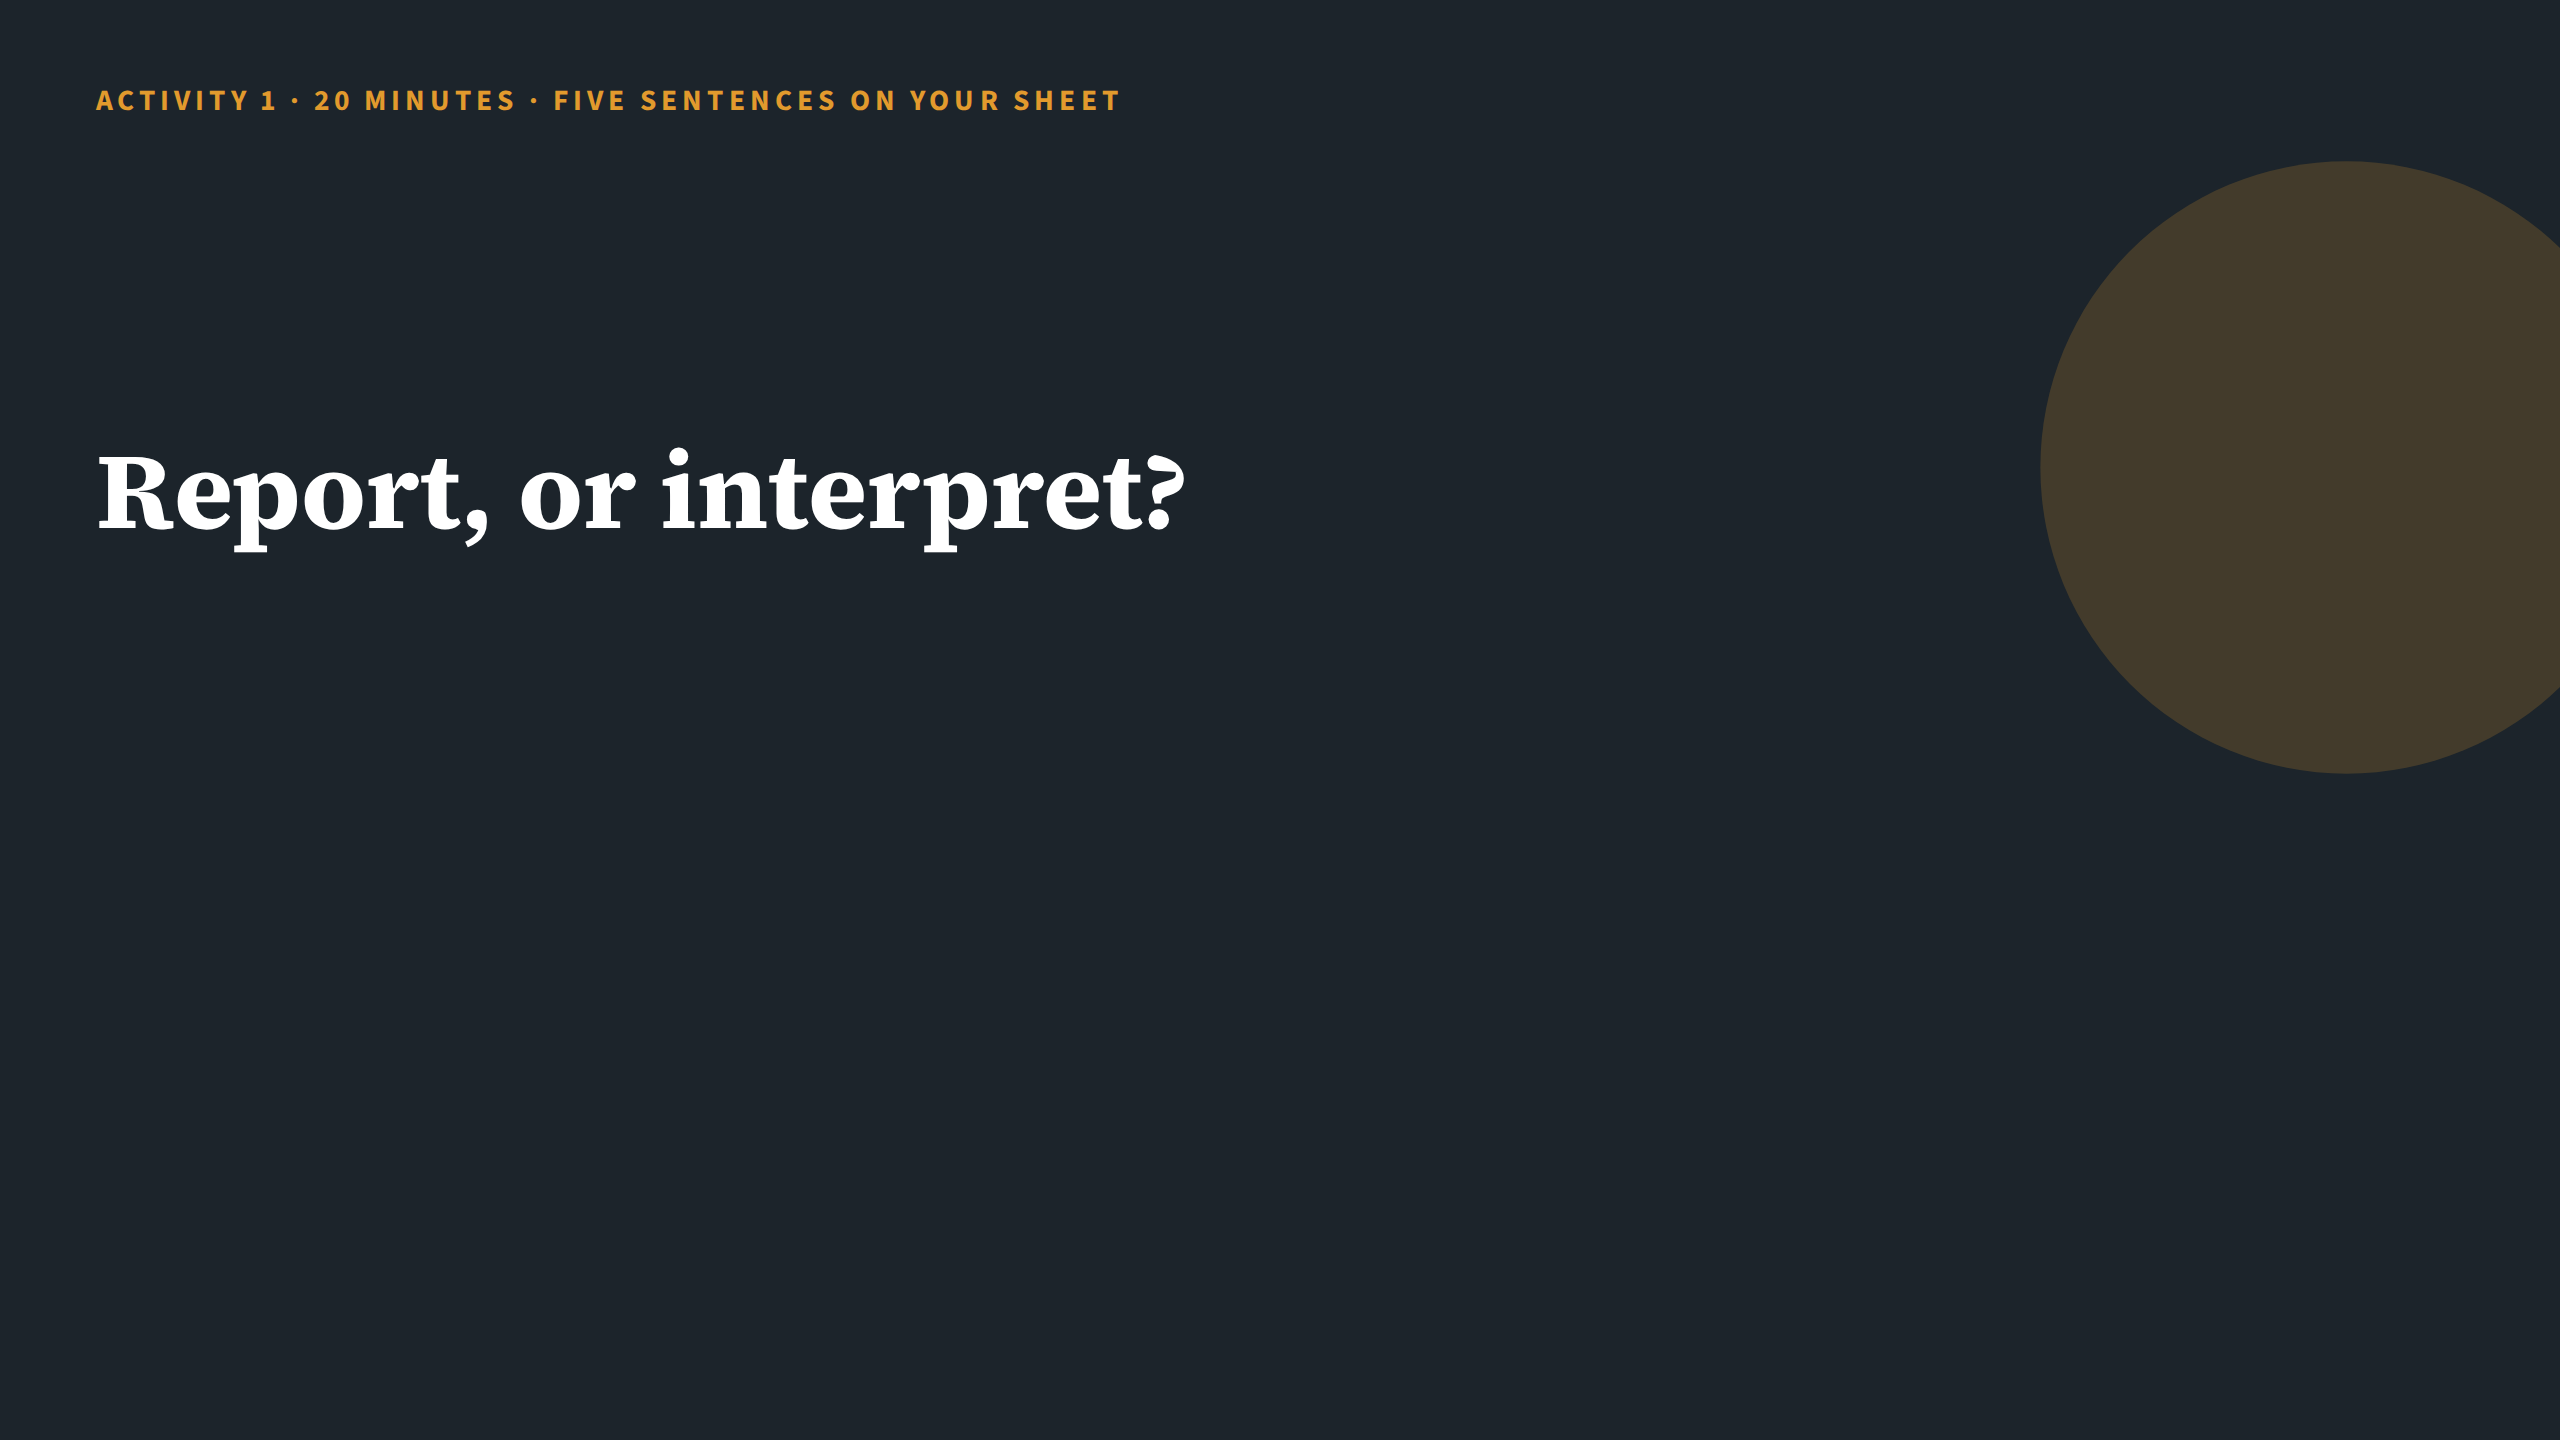 ACTIVITY 1 · 20 MINUTES · FIVE SENTENCES ON YOUR SHEET
Report, or interpret?